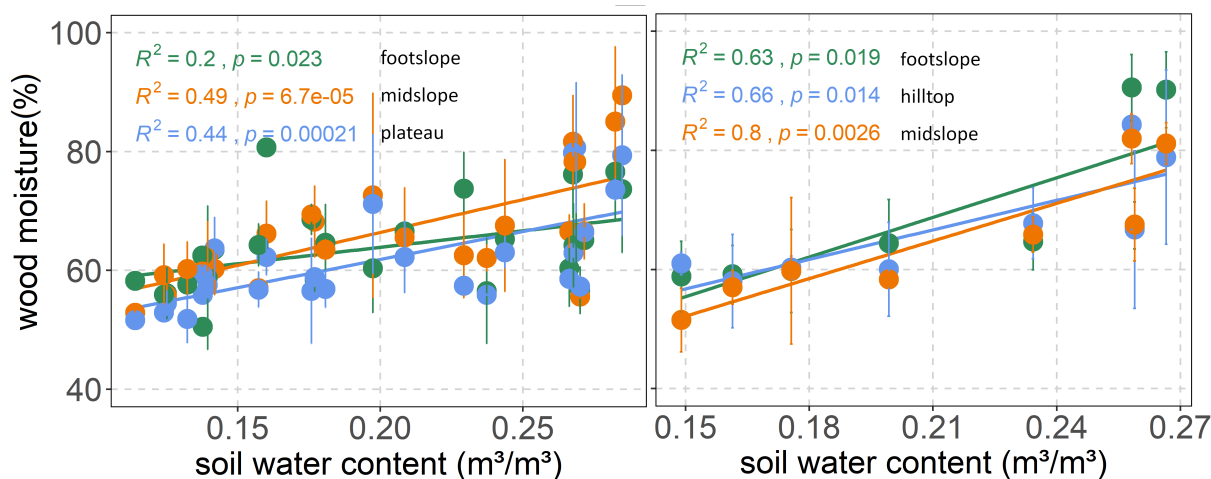 wood moisture(%)
100
80
60
40
R² = 0.2 , p = 0.023 footslope
R² = 0.49 , p = 6.7e-05 midslope
R² = 0.44 , p = 0.00021 plateau
0.15 0.20 0.25
soil water content (m³/m³)
R² = 0.63 , p = 0.019 footslope
R² = 0.66 , p = 0.014 hilltop
R² = 0.8 , p = 0.0026 midslope
0.15 0.18 0.21 0.24 0.27
soil water content (m³/m³)